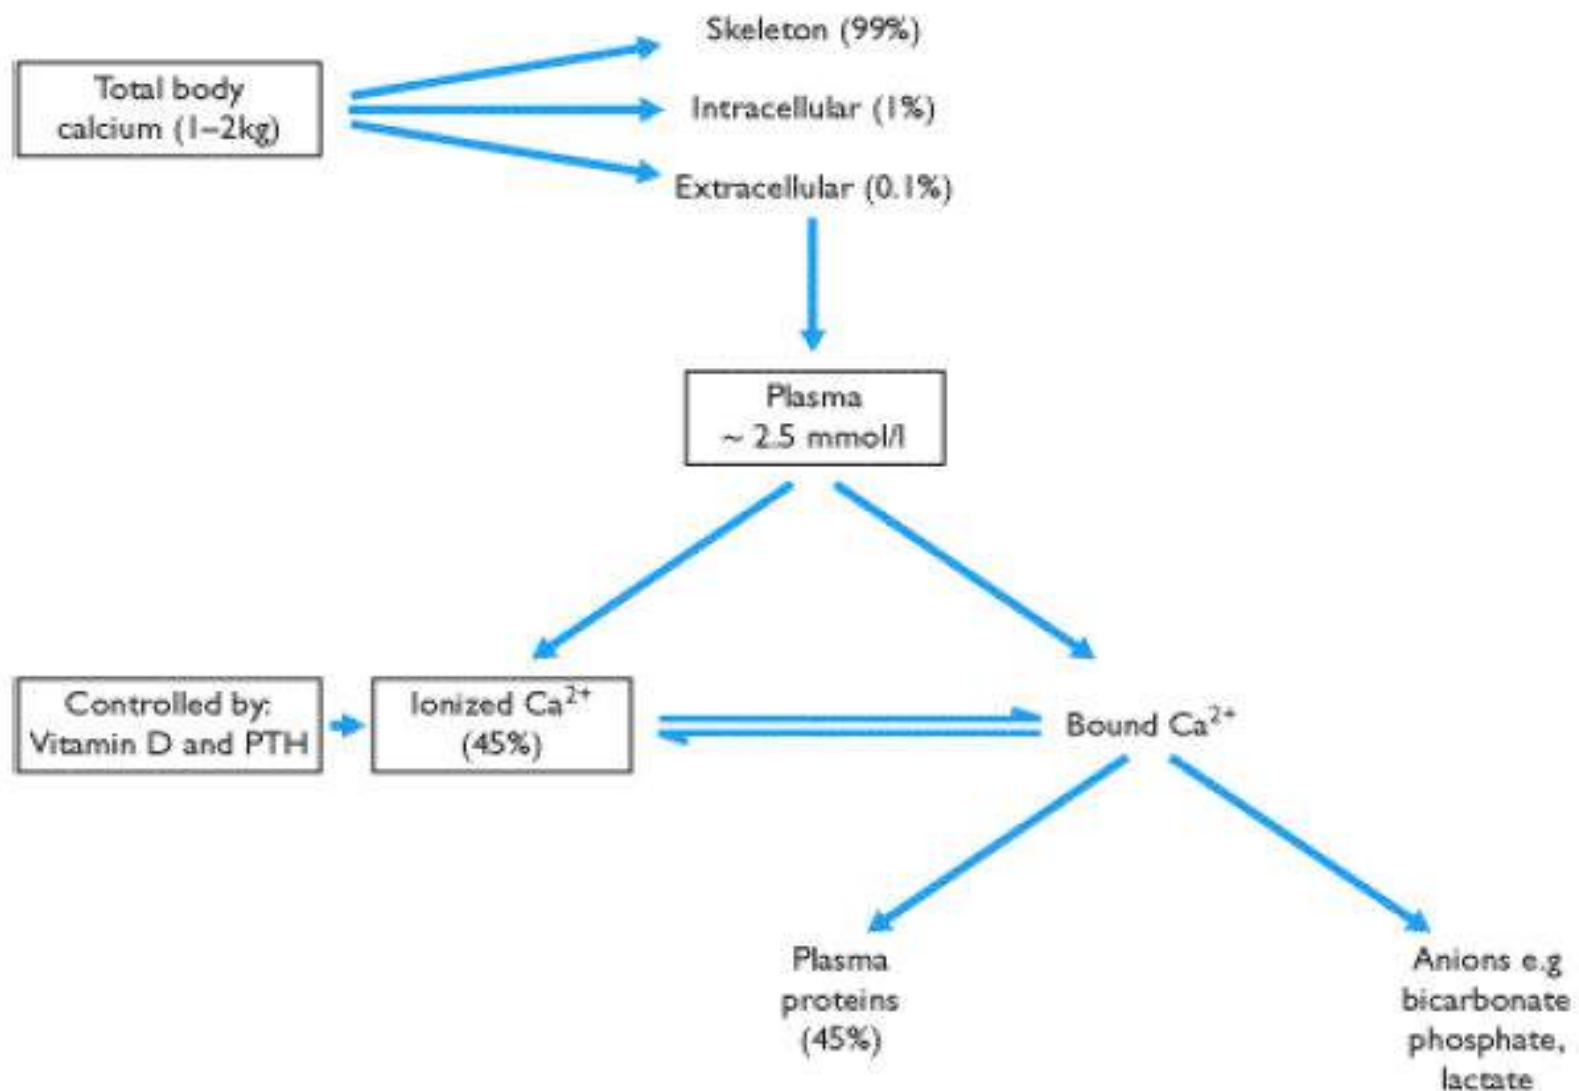 Skeleton (99%)
Total body
calcium (1–2kg)
Intracellular (1%)
Extracellular (0.1%)
Plasma
~ 2.5 mmol/l
Controlled by:
Vitamin D and PTH
Ionized Ca²⁺
(45%)
Bound Ca²⁺
Plasma
proteins
(45%)
Anions e.g
bicarbonate
phosphate,
lactate